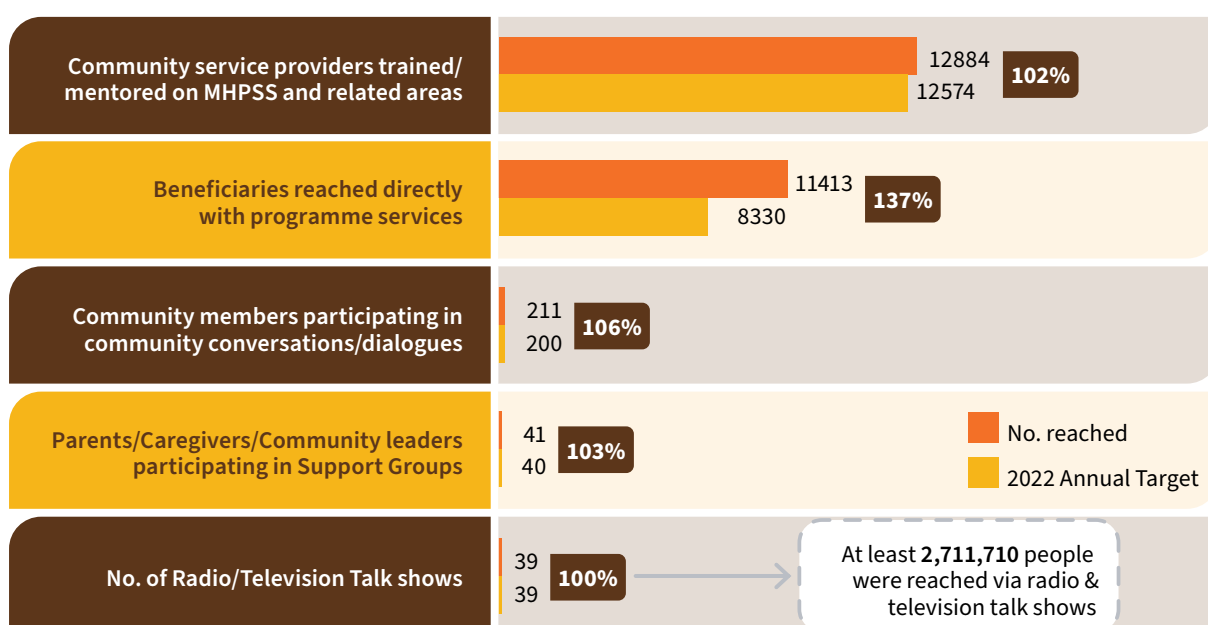 Community service providers trained/
mentored on MHPSS and related areas
12884
12574
102%
Beneficiaries reached directly
with programme services
11413
8330
137%
Community members participating in
community conversations/dialogues
211
200
106%
Parents/Caregivers/Community leaders
participating in Support Groups
41
40
103%
No. reached
2022 Annual Target
No. of Radio/Television Talk shows
39
39
100%
At least 2,711,710 people
were reached via radio &
television talk shows